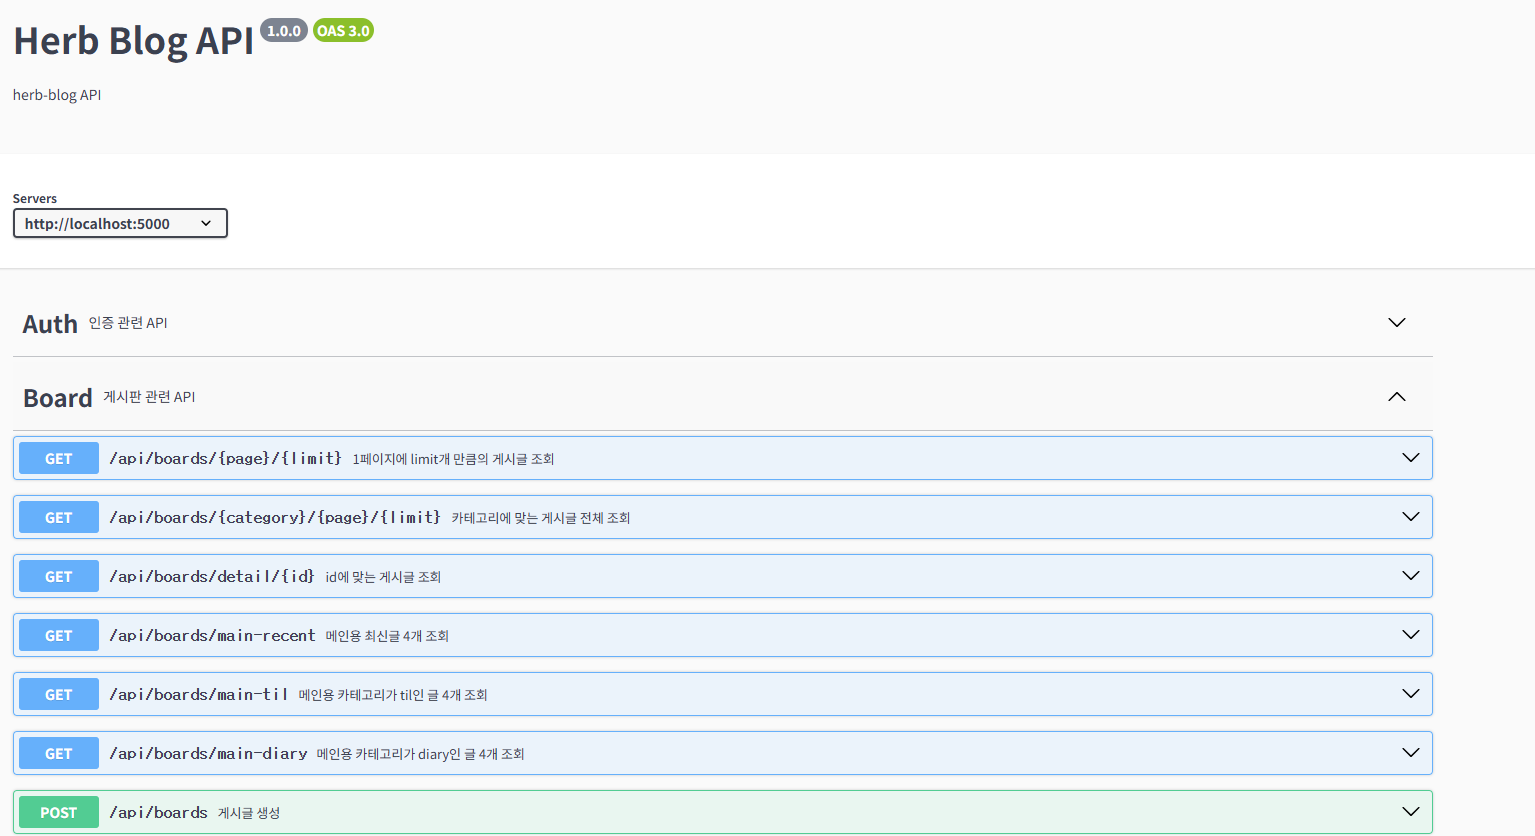 Herb Blog API 1.0.0 OAS 3.0
herb-blog API
Servers
http://localhost:5000
Auth 인증 관련 API
Board 게시판 관련 API
GET /api/boards/{page}/{limit} 1페이지에 limit개 만큼의 게시글 조회
GET /api/boards/{category}/{page}/{limit} 카테고리에 맞는 게시글 전체 조회
GET /api/boards/detail/{id} id에 맞는 게시글 조회
GET /api/boards/main-recent 메인용 최신글 4개 조회
GET /api/boards/main-til 메인용 카테고리가 til인 글 4개 조회
GET /api/boards/main-diary 메인용 카테고리가 diary인 글 4개 조회
POST /api/boards 게시글 생성